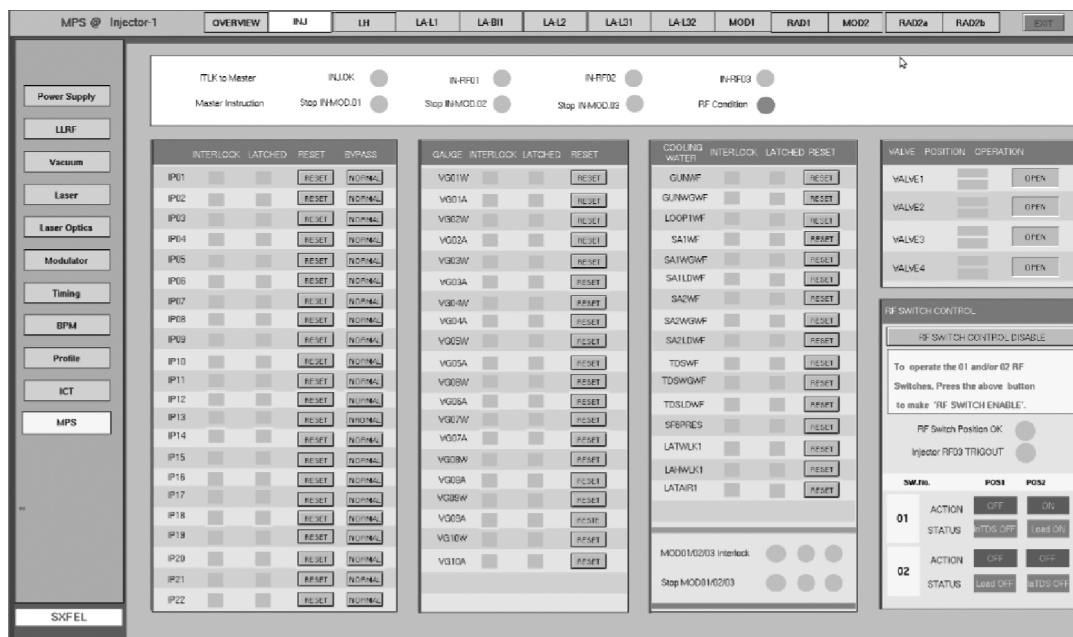 MPS @ Injector-1 OVERVIEW INJ LH LA-L1 LA-BI1 LA-L2 LA-L31 LA-L32 MOD1 RAD1 MOD2 RAD2a RAD2b EXIT
Power Supply
LLRF
Vacuum
Laser
Laser Optics
Modulator
Timing
BPM
Profile
ICT
MPS
SXFEL
ITLK to Master INJ.OK IN-RF01 IN-RF02 IN-RF03
Master Instruction Stop IN-MOD.01 Stop IN-MOD.02 Stop IN-MOD.03 RF Condition
INTERLOCK LATCHED RESET BYPASS
IP01 RESET NORMAL
IP02 RESET NORMAL
IP03 RESET NORMAL
IP04 RESET NORMAL
IP05 RESET NORMAL
IP06 RESET NORMAL
IP07 RESET NORMAL
IP08 RESET NORMAL
IP09 RESET NORMAL
IP10 RESET NORMAL
IP11 RESET NORMAL
IP12 RESET NORMAL
IP13 RESET NORMAL
IP14 RESET NORMAL
IP15 RESET NORMAL
IP16 RESET NORMAL
IP17 RESET NORMAL
IP18 RESET NORMAL
IP19 RESET NORMAL
IP20 RESET NORMAL
IP21 RESET NORMAL
IP22 RESET NORMAL
GAUGE INTERLOCK LATCHED RESET
VG01W RESET
VG01A RESET
VG02W RESET
VG02A RESET
VG03W RESET
VG03A RESET
VG04W RESET
VG04A RESET
VG05W RESET
VG05A RESET
VG06W RESET
VG06A RESET
VG07W RESET
VG07A RESET
VG08W RESET
VG08A RESET
VG09W RESET
VG09A RESTE
VG10W RESET
VG10A RESET
COOLING
WATER INTERLOCK LATCHED RESET
GUNWF RESET
GUNWGWF RESET
LOOP1WF RESET
SA1WF RESET
SA1WGWF RESET
SA1LDWF RESET
SA2WF RESET
SA2WGWF RESET
SA2LDWF RESET
TDSWF RESET
TDSWGWF RESET
TDSLDWF RESET
SF6PRES RESET
LATWLK1 RESET
LAHWLK1 RESET
LATAIR1 RESET
MOD01/02/03 Interlock
Stop MOD01/02/03
VALVE POSITION OPERATION
VALVE1 OPEN
VALVE2 OPEN
VALVE3 OPEN
VALVE4 OPEN
RF SWITCH CONTROL
RF SWITCH CONTROL DISABLE
To operate the 01 and/or 02 RF
Switches. Press the above button
to make "RF SWITCH ENABLE'.
RF Switch Position OK
Injector RF03 TRIGOUT
SW.No. POS1 POS2
01 ACTION OFF ON
STATUS InTDS OFF Load ON
02 ACTION OFF OFF
STATUS Load OFF InTDS OFF